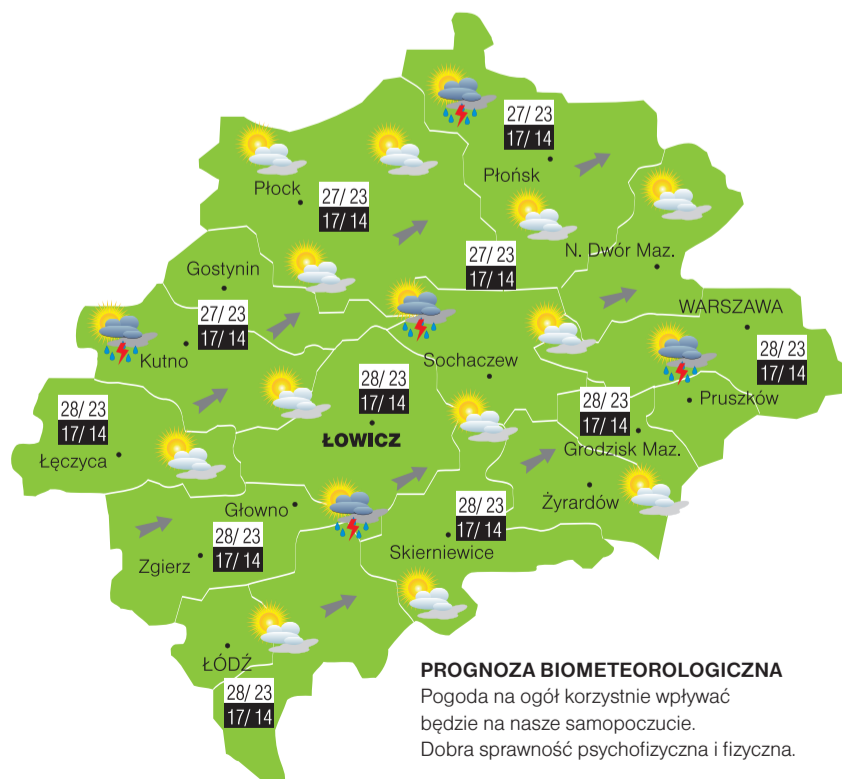 27/ 23
17/ 14
Płońsk
Płock
27/ 23
17/ 14
N. Dwór Maz.
27/ 23
17/ 14
Gostynin
WARSZAWA
27/ 23
17/ 14
Kutno
28/ 23
17/ 14
Sochaczew
28/ 23
17/ 14
Pruszków
28/ 23
17/ 14
ŁOWICZ
28/ 23
17/ 14
Grodzisk Maz.
Łęczyca
Żyrardów
Głowno
28/ 23
17/ 14
Skierniewice
28/ 23
17/ 14
Zgierz
ŁÓDŹ
28/ 23
17/ 14
PROGNOZA BIOMETEOROLOGICZNA
Pogoda na ogół korzystnie wpływać
będzie na nasze samopoczucie.
Dobra sprawność psychofizyczna i fizyczna.